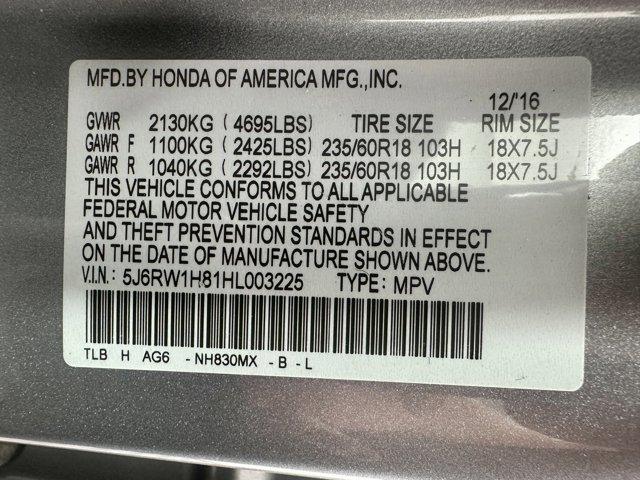 MFD.BY HONDA OF AMERICA MFG.,INC.
12/'16
GVWR 2130KG ( 4695LBS) TIRE SIZE RIM SIZE
GAWR F 1100KG ( 2425LBS) 235/60R18 103H 18X7.5J
GAWR R 1040KG ( 2292LBS) 235/60R18 103H 18X7.5J
THIS VEHICLE CONFORMS TO ALL APPLICABLE
FEDERAL MOTOR VEHICLE SAFETY
AND THEFT PREVENTION STANDARDS IN EFFECT
ON THE DATE OF MANUFACTURE SHOWN ABOVE.
V.I.N.: 5J6RW1H81HL003225 TYPE: MPV
TLB H AG6 - NH830MX - B - L